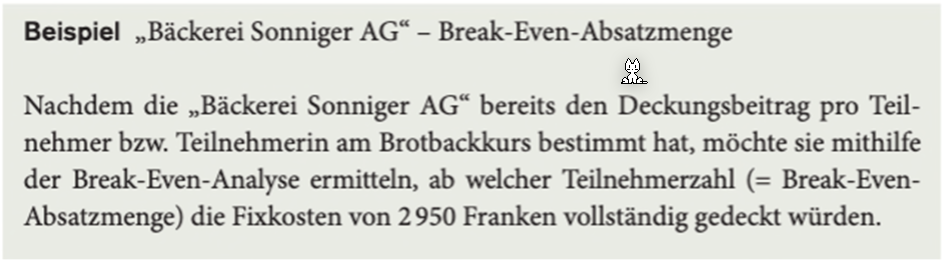 Beispiel „Bäckerei Sonniger AG“ – Break-Even-Absatzmenge
Nachdem die „Bäckerei Sonniger AG“ bereits den Deckungsbeitrag pro Teil-
nehmer bzw. Teilnehmerin am Brotbackkurs bestimmt hat, möchte sie mithilfe
der Break-Even-Analyse ermitteln, ab welcher Teilnehmerzahl (= Break-Even-
Absatzmenge) die Fixkosten von 2 950 Franken vollständig gedeckt würden.